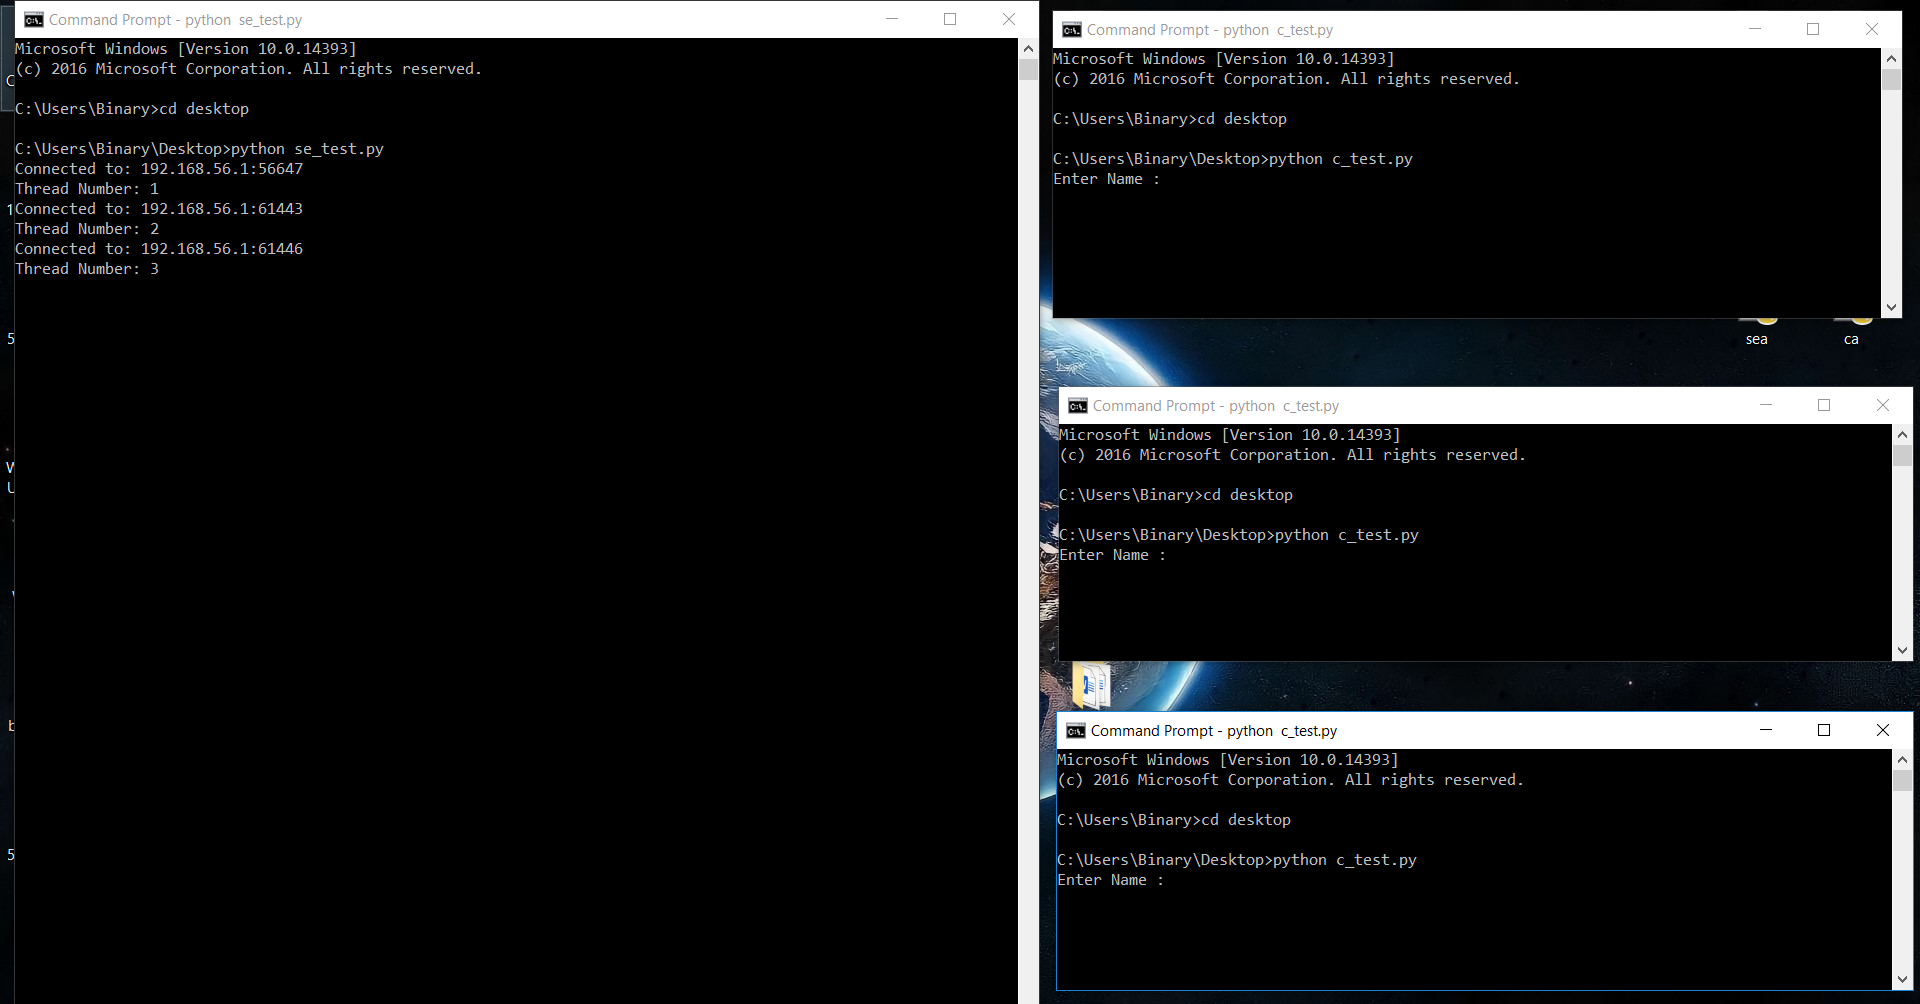 Command Prompt - python  se_test.py
Microsoft Windows [Version 10.0.14393]
(c) 2016 Microsoft Corporation. All rights reserved.
C:\Users\Binary>cd desktop
C:\Users\Binary\Desktop>python se_test.py
Connected to: 192.168.56.1:56647
Thread Number: 1
Connected to: 192.168.56.1:61443
Thread Number: 2
Connected to: 192.168.56.1:61446
Thread Number: 3
Command Prompt - python  c_test.py
Microsoft Windows [Version 10.0.14393]
(c) 2016 Microsoft Corporation. All rights reserved.
C:\Users\Binary>cd desktop
C:\Users\Binary\Desktop>python c_test.py
Enter Name :
sea
ca
Command Prompt - python  c_test.py
Microsoft Windows [Version 10.0.14393]
(c) 2016 Microsoft Corporation. All rights reserved.
C:\Users\Binary>cd desktop
C:\Users\Binary\Desktop>python c_test.py
Enter Name :
Command Prompt - python  c_test.py
Microsoft Windows [Version 10.0.14393]
(c) 2016 Microsoft Corporation. All rights reserved.
C:\Users\Binary>cd desktop
C:\Users\Binary\Desktop>python c_test.py
Enter Name :